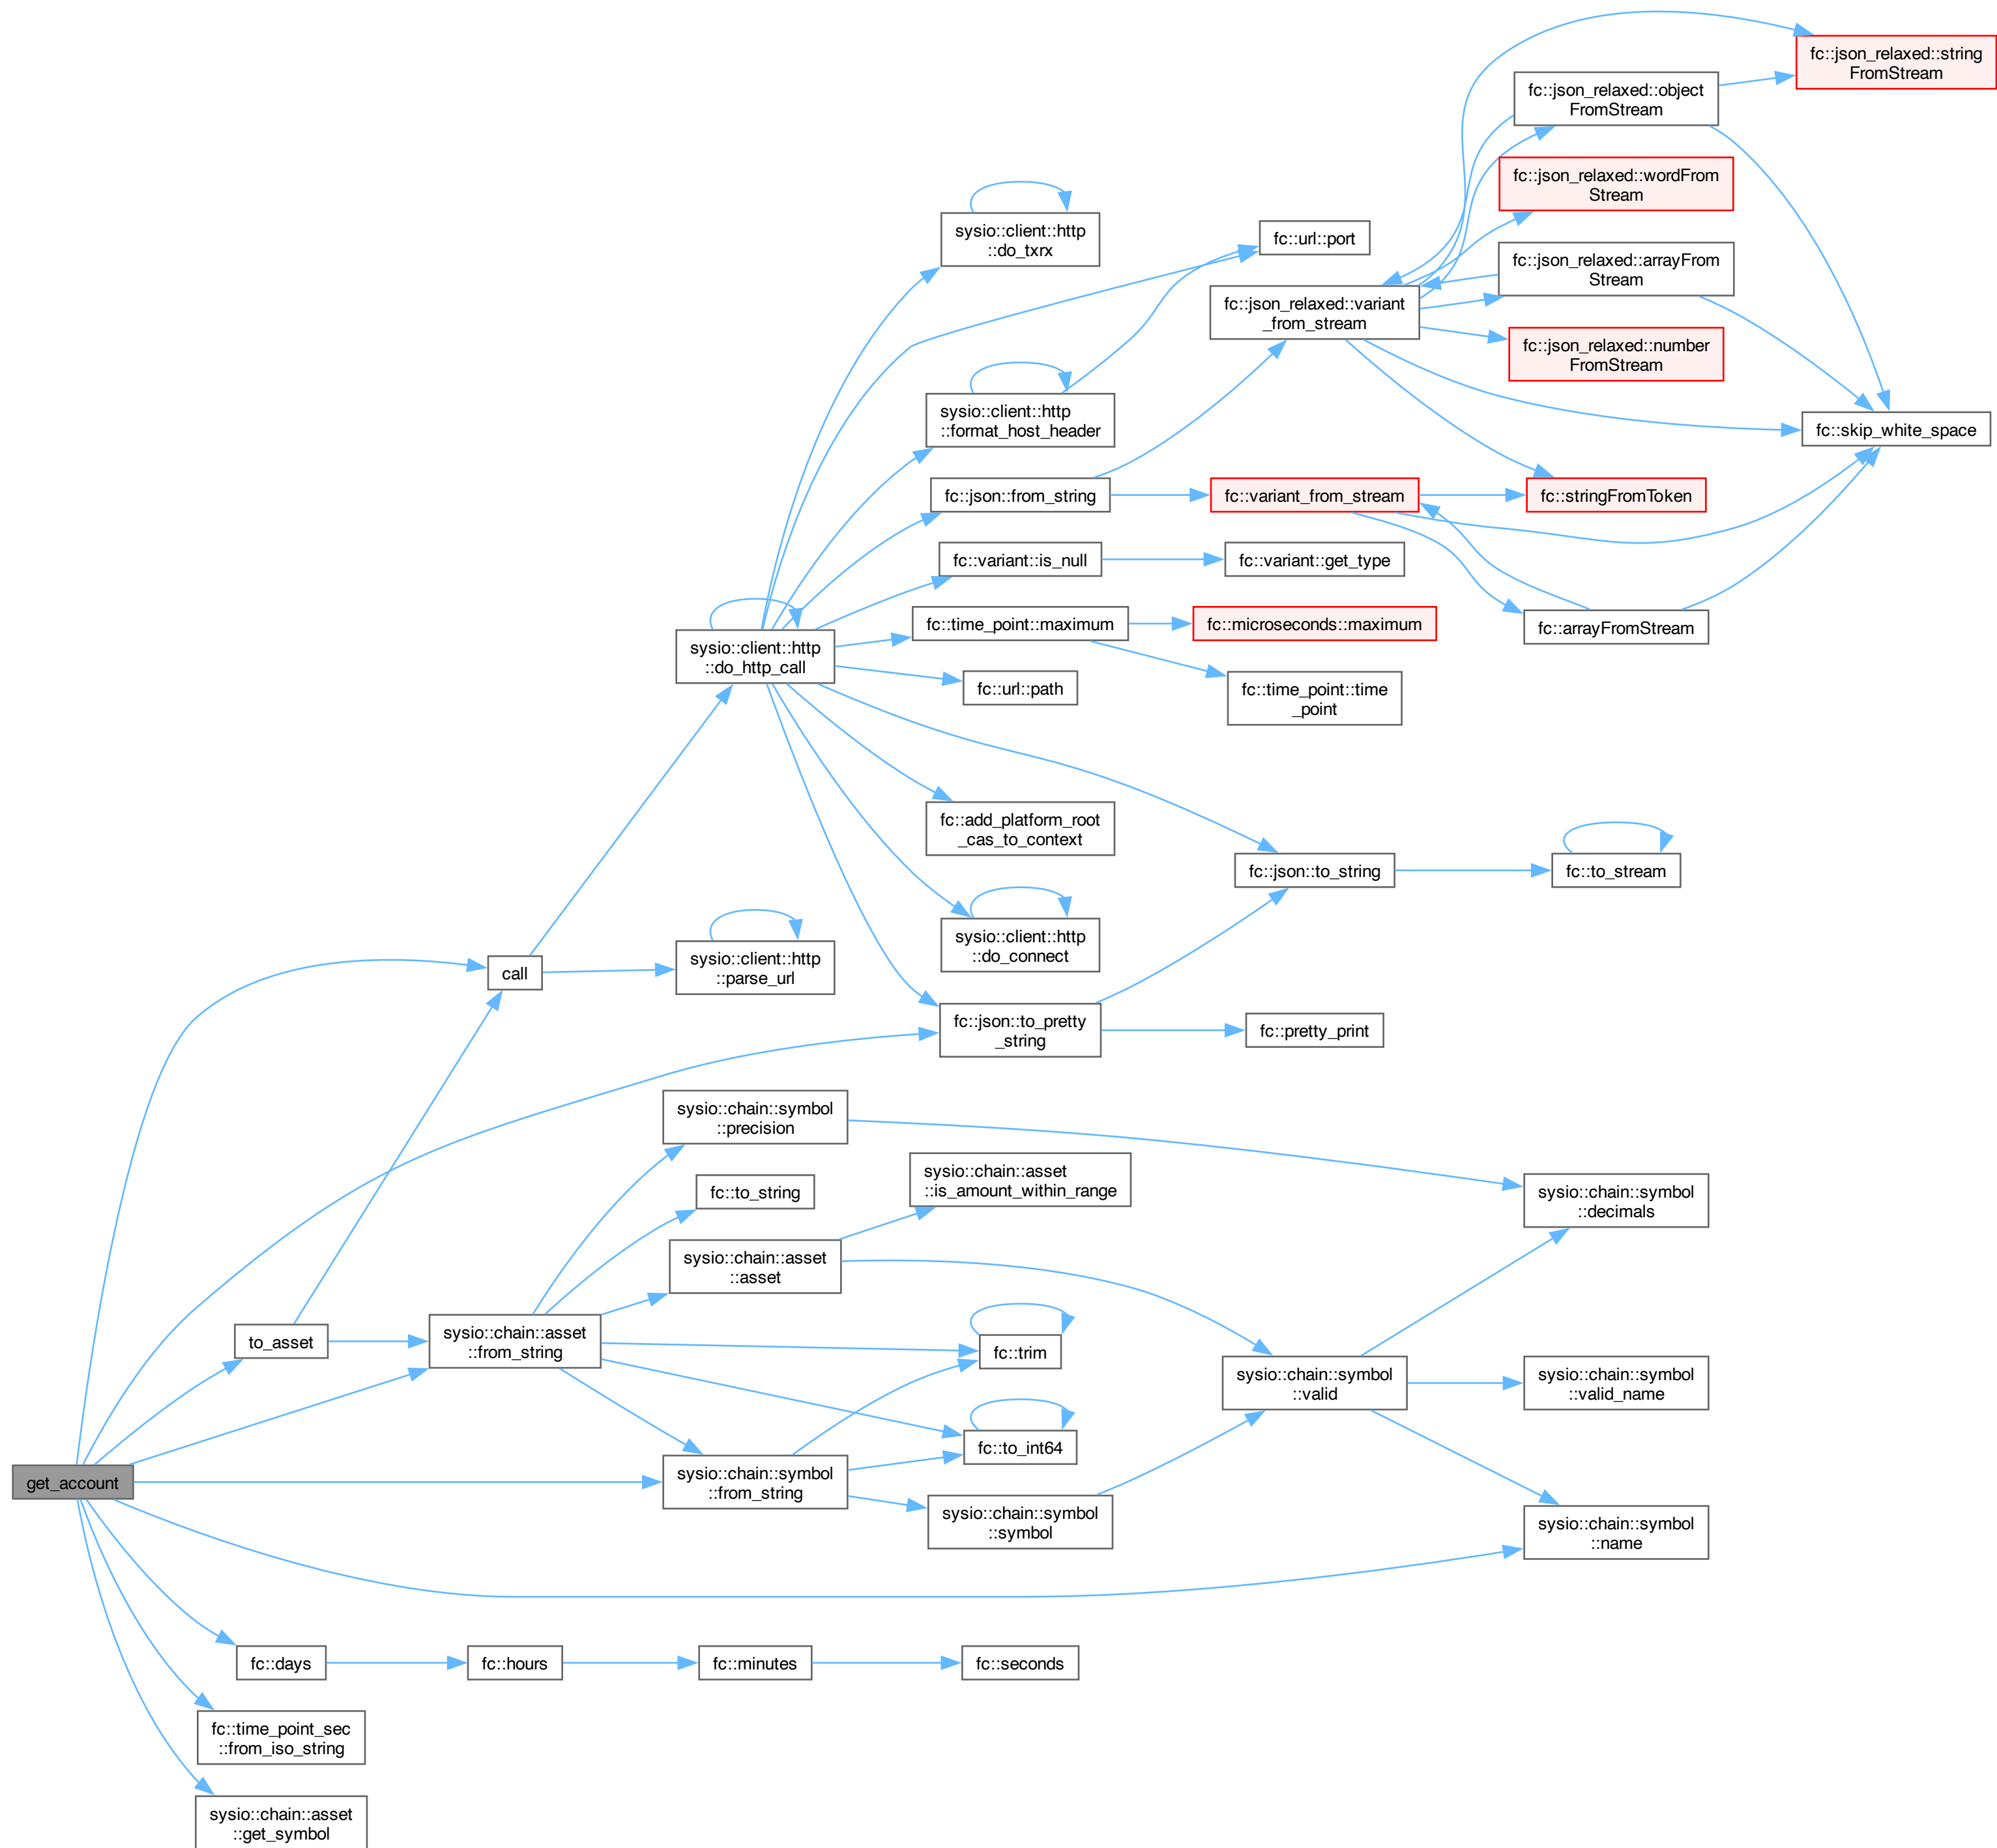 fc::json_relaxed::string
FromStream
fc::json_relaxed::object
FromStream
fc::json_relaxed::wordFrom
Stream
sysio::client::http
::do_txrx
fc::url::port
fc::json_relaxed::arrayFrom
Stream
fc::json_relaxed::variant
_from_stream
fc::json_relaxed::number
FromStream
sysio::client::http
::format_host_header
fc::skip_white_space
fc::json::from_string
fc::variant_from_stream
fc::stringFromToken
fc::variant::is_null
fc::variant::get_type
fc::time_point::maximum
fc::microseconds::maximum
fc::arrayFromStream
sysio::client::http
::do_http_call
fc::url::path
fc::time_point::time
_point
fc::add_platform_root
_cas_to_context
fc::json::to_string
fc::to_stream
sysio::client::http
::do_connect
call
sysio::client::http
::parse_url
fc::json::to_pretty
_string
fc::pretty_print
sysio::chain::symbol
::precision
fc::to_string
sysio::chain::asset
::is_amount_within_range
sysio::chain::symbol
::decimals
sysio::chain::asset
::asset
to_asset
sysio::chain::asset
::from_string
fc::trim
sysio::chain::symbol
::valid
sysio::chain::symbol
::valid_name
fc::to_int64
get_account
sysio::chain::symbol
::from_string
sysio::chain::symbol
::symbol
sysio::chain::symbol
::name
fc::days
fc::hours
fc::minutes
fc::seconds
fc::time_point_sec
::from_iso_string
sysio::chain::asset
::get_symbol